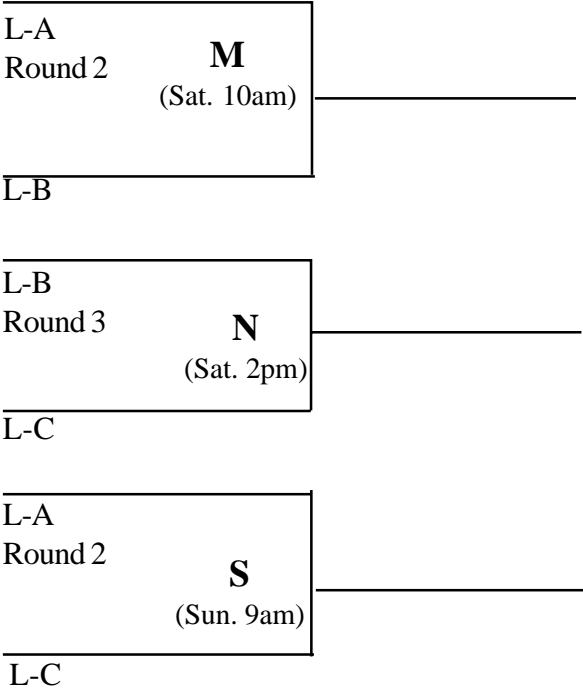 L-A
Round 2
M
(Sat. 10am)
L-B
L-B
Round 3
N
(Sat. 2pm)
L-C
L-A
Round 2
S
(Sun. 9am)
L-C